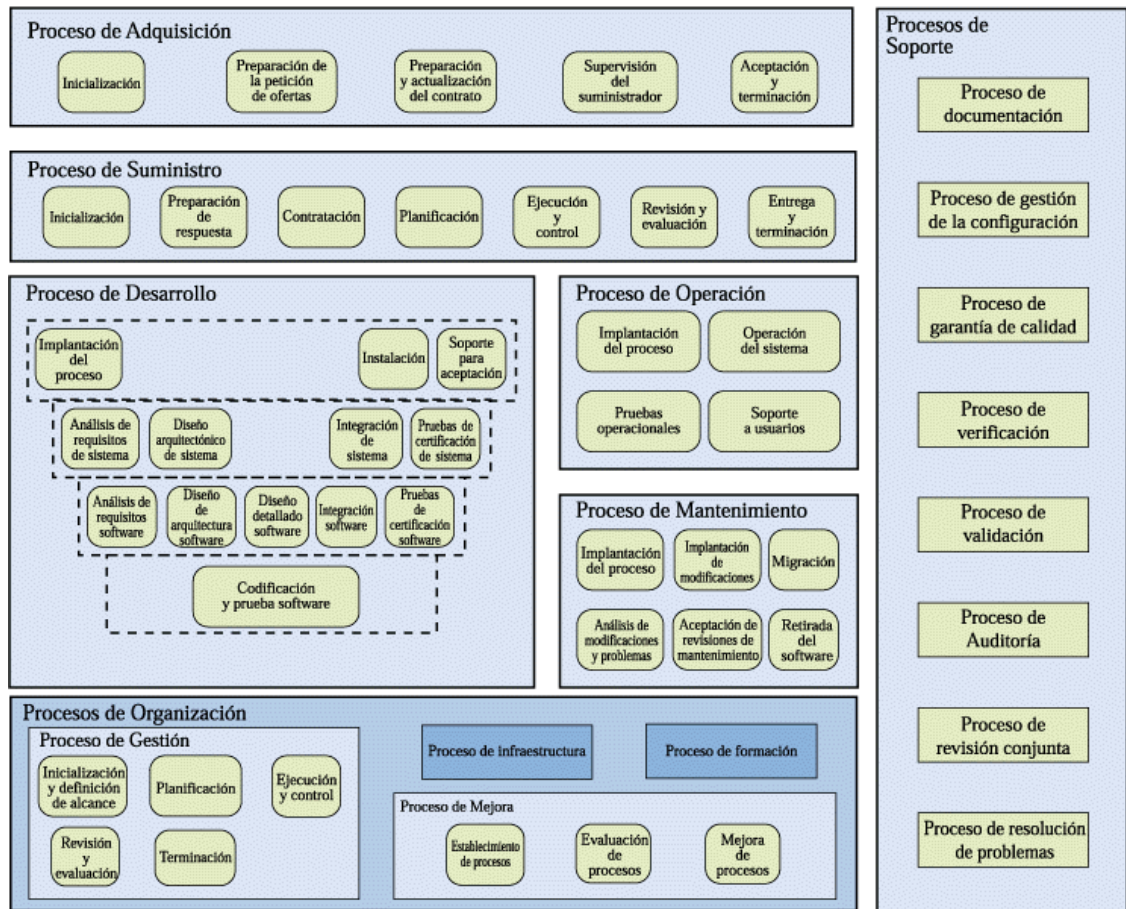 Proceso de Adquisición
Inicialización
Preparación de
la petición
de ofertas
Preparación
y actualización
del contrato
Supervisión
del
suministrador
Aceptación
y
terminación
Proceso de Suministro
Inicialización
Preparación
de
respuesta
Contratación
Planificación
Ejecución
y
control
Revisión y
evaluación
Entrega
y
terminación
Proceso de Desarrollo
Implantación
del
proceso
Instalación
Soporte
para
aceptación
Análisis de
requisitos
de sistema
Diseño
arquitectónico
de sistema
Integración
de
sistema
Pruebas de
certificación
de sistema
Análisis de
requisitos
software
Diseño
de
arquitectura
software
Diseño
detallado
software
Integración
software
Pruebas
de
certificación
software
Codificación
y prueba software
Proceso de Operación
Implantación
del proceso
Operación
del sistema
Pruebas
operacionales
Soporte
a usuarios
Proceso de Mantenimiento
Implantación
del proceso
Implantación
de
modificaciones
Migración
Análisis de
modificaciones
y problemas
Aceptación de
revisiones de
mantenimiento
Retirada
del
software
Procesos de Organización
Proceso de Gestión
Inicialización
y definición
de alcance
Planificación
Ejecución
y control
Revisión
y
evaluación
Terminación
Proceso de infraestructura
Proceso de formación
Proceso de Mejora
Establecimiento
de procesos
Evaluación
de
procesos
Mejora
de
procesos
Procesos de
Soporte
Proceso de
documentación
Proceso de gestión
de la configuración
Proceso de
garantía de calidad
Proceso de
verificación
Proceso de
validación
Proceso de
Auditoría
Proceso de
revisión conjunta
Proceso de resolución
de problemas